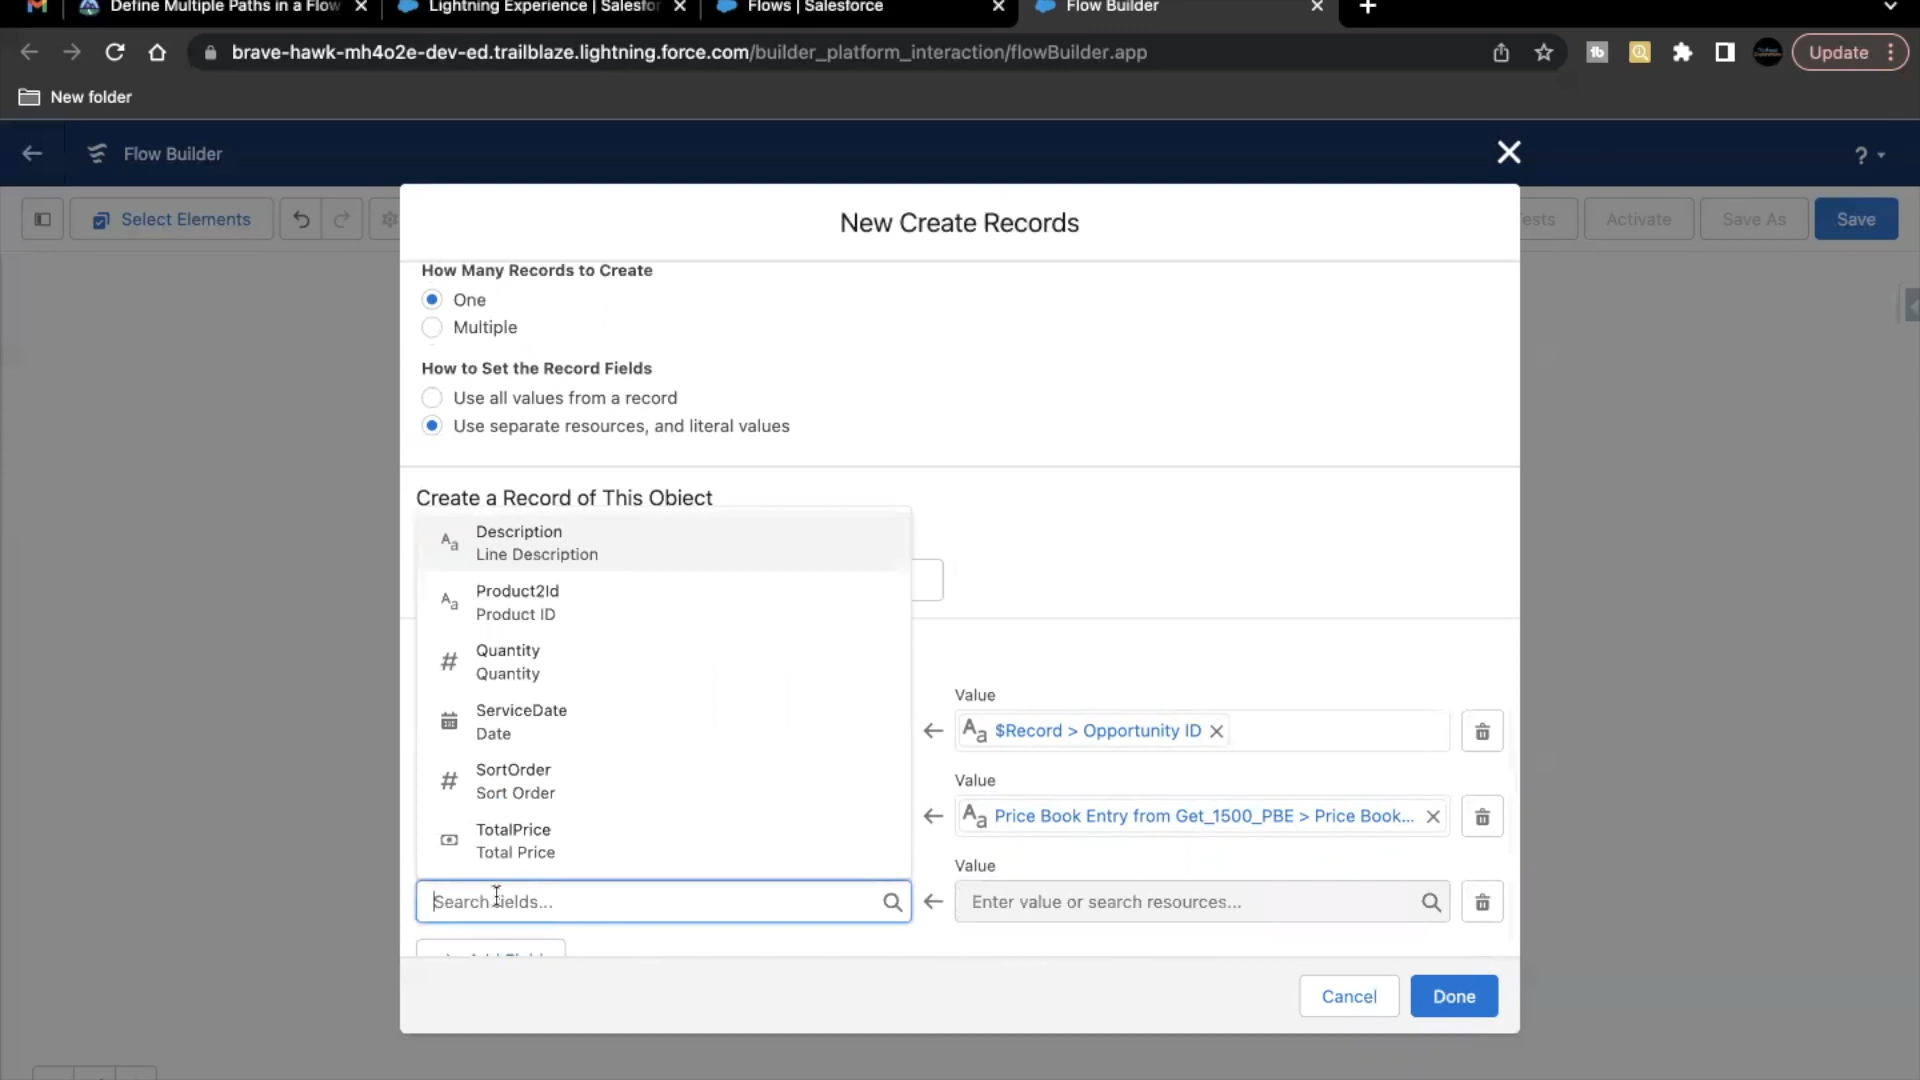 Define Multiple Paths in a Flow
Lightning Experience | Salesfor
Flows | Salesforce
Flow Builder
brave-hawk-mh4o2e-dev-ed.trailblaze.lightning.force.com/builder_platform_interaction/flowBuilder.app
Update
New folder
Flow Builder
?
Select Elements
ests
Activate
Save As
Save
New Create Records
How Many Records to Create
One
Multiple
How to Set the Record Fields
Use all values from a record
Use separate resources, and literal values
Create a Record of This Object
Description
Line Description
Product2Id
Product ID
Quantity
Quantity
ServiceDate
Date
SortOrder
Sort Order
TotalPrice
Total Price
Value
$Record > Opportunity ID
Value
Price Book Entry from Get_1500_PBE > Price Book...
Value
Search fields...
Enter value or search resources...
Cancel
Done